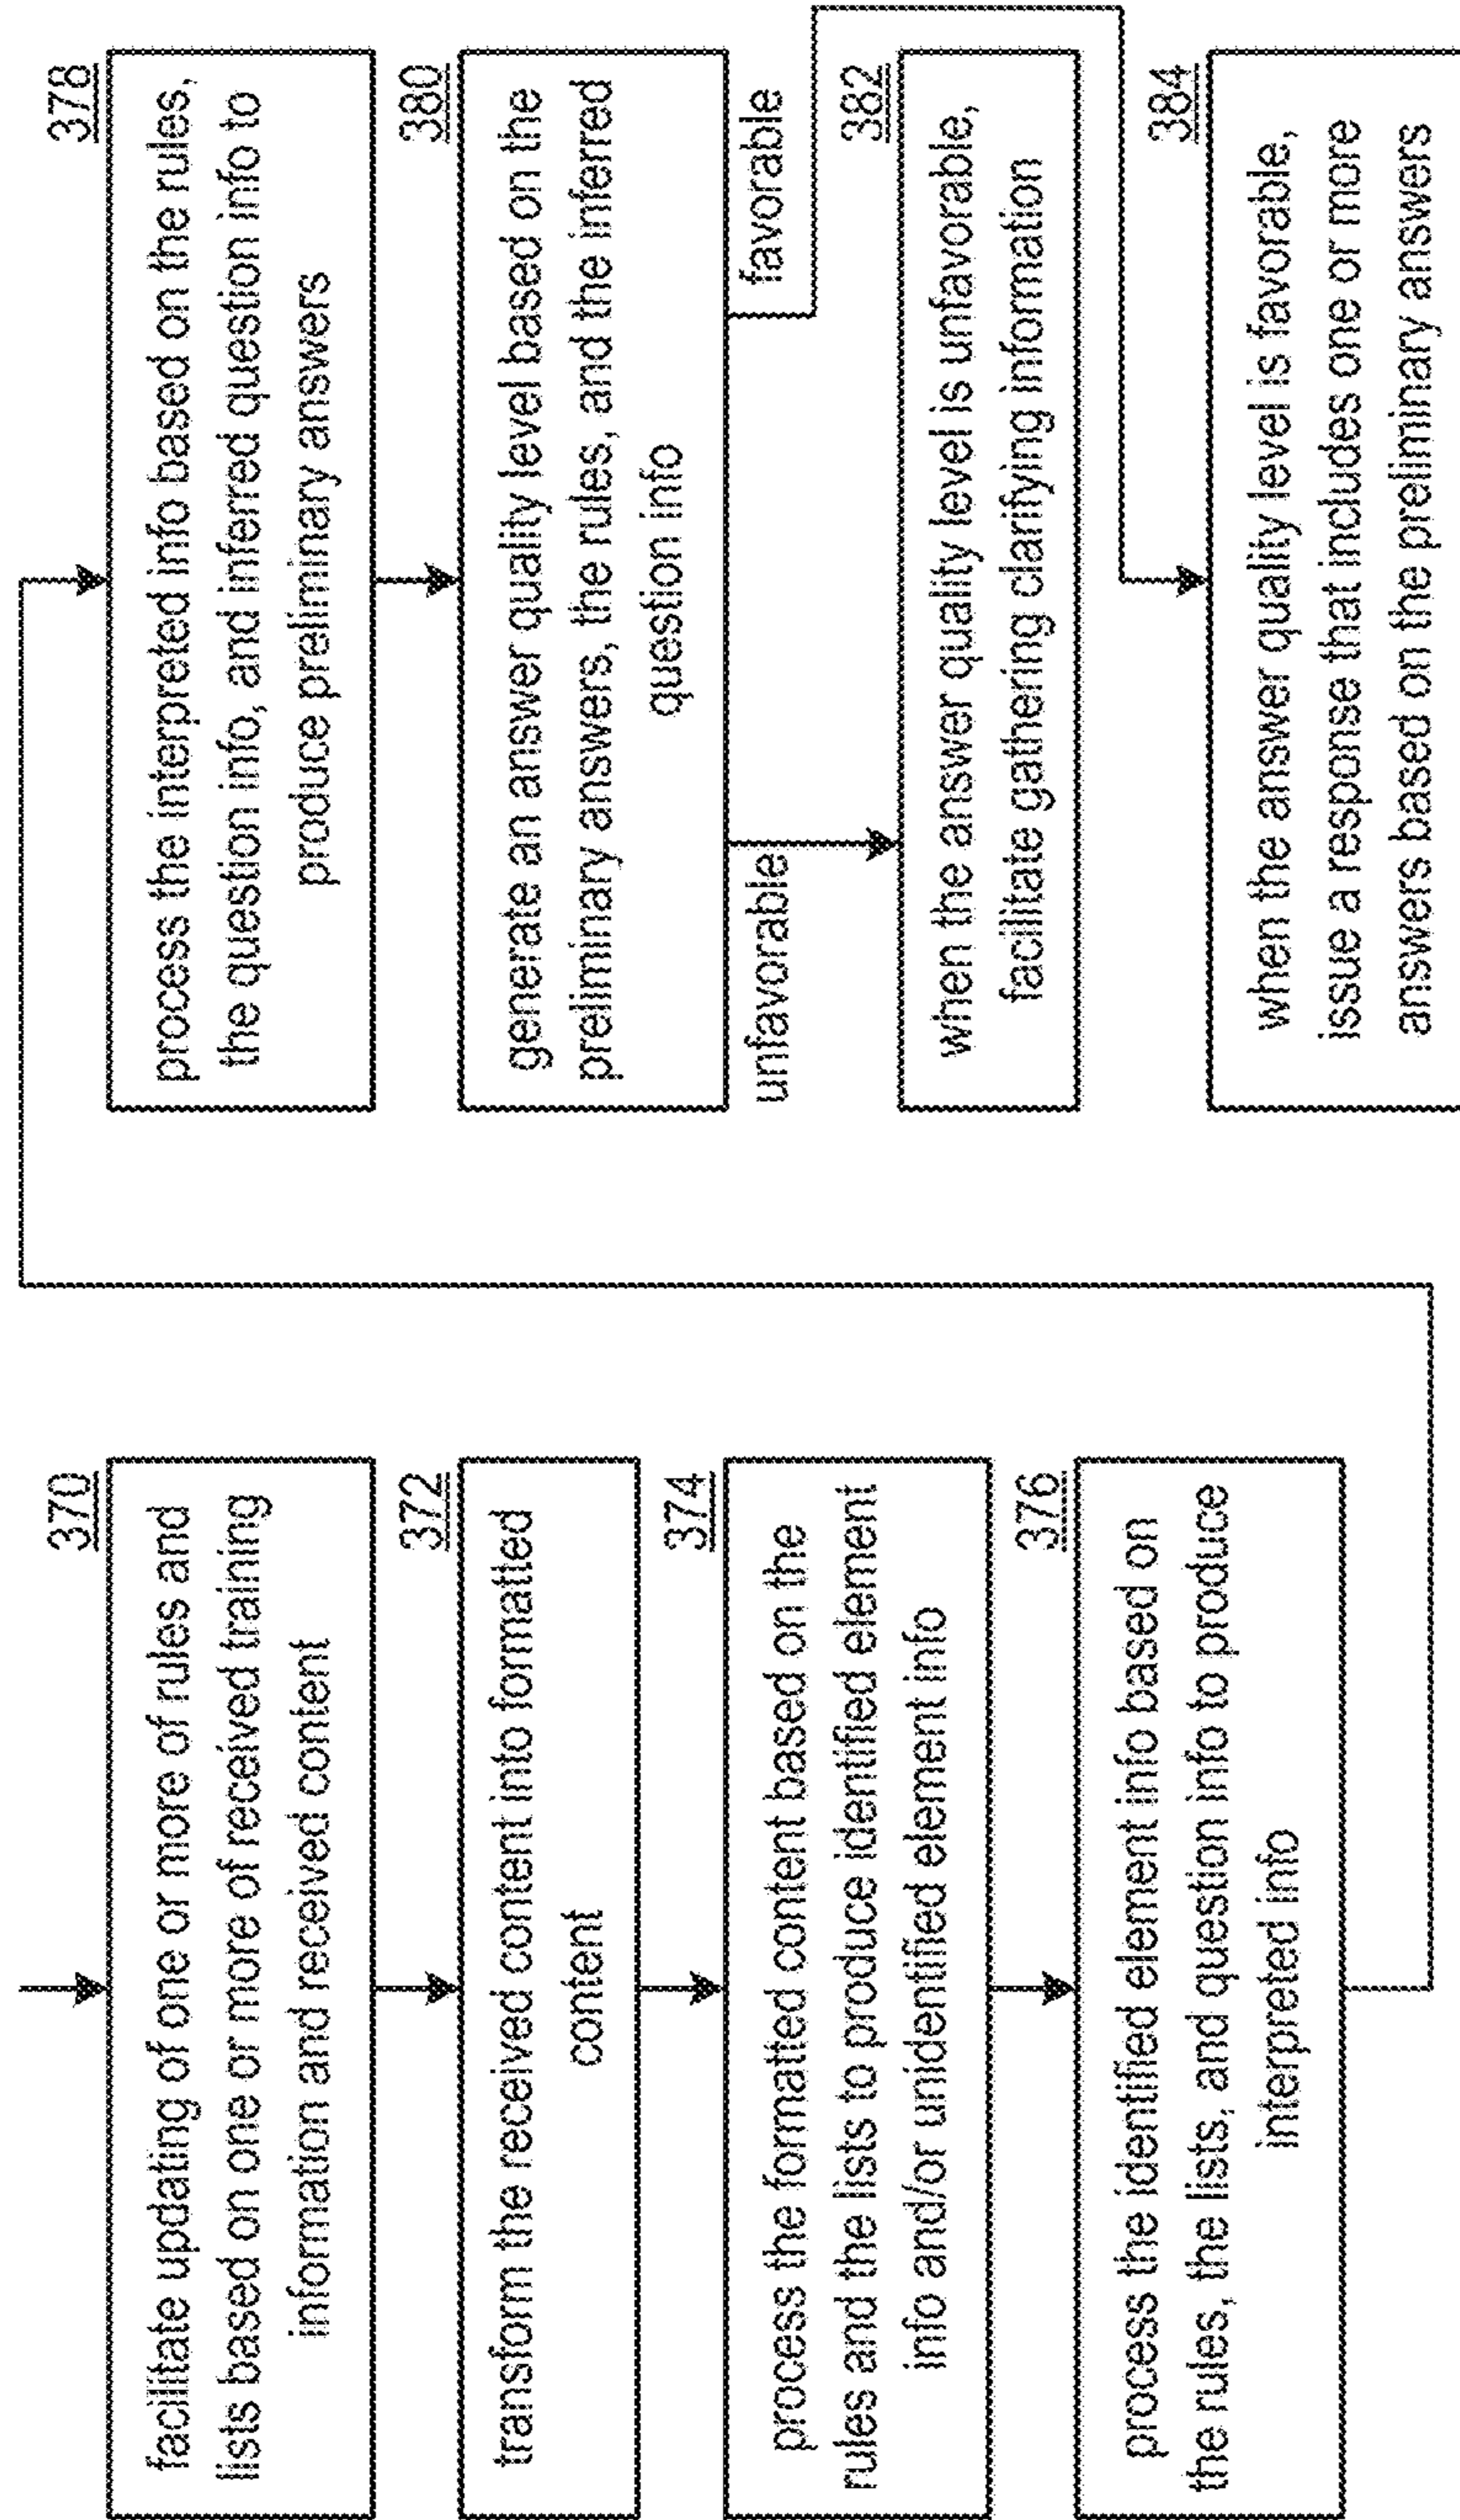 370
facilitate updating of one or more of rules and
lists based on one or more of received training
information and received content
372
transform the received content into formatted
content
374
process the formatted content based on the
rules and the lists to produce identified element
info and/or unidentified element info
376
process the identified element info based on
the rules, the lists, and question info to produce
interpreted info
378
process the interpreted info based on the rules,
the question info, and inferred question info to
produce preliminary answers
380
generate an answer quality level based on the
preliminary answers, the rules, and the inferred
question info
unfavorable
favorable
382
when the answer quality level is unfavorable,
facilitate gathering clarifying information
384
when the answer quality level is favorable,
issue a response that includes one or more
answers based on the preliminary answers